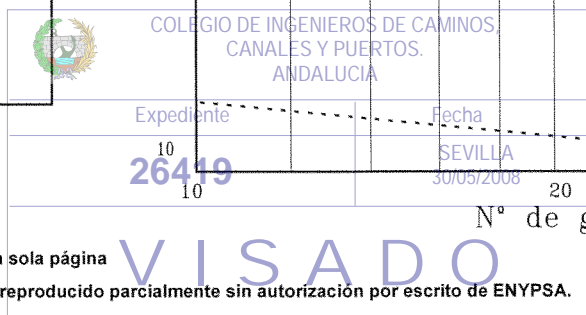 COLEGIO DE INGENIEROS DE CAMINOS,
CANALES Y PUERTOS.
ANDALUCIA
Expediente Fecha
10
26419 SEVILLA
30/05/2008
10 20
Nº de
sola página
VISADO
reproducido parcialmente sin autorización por escrito de ENYPSA.